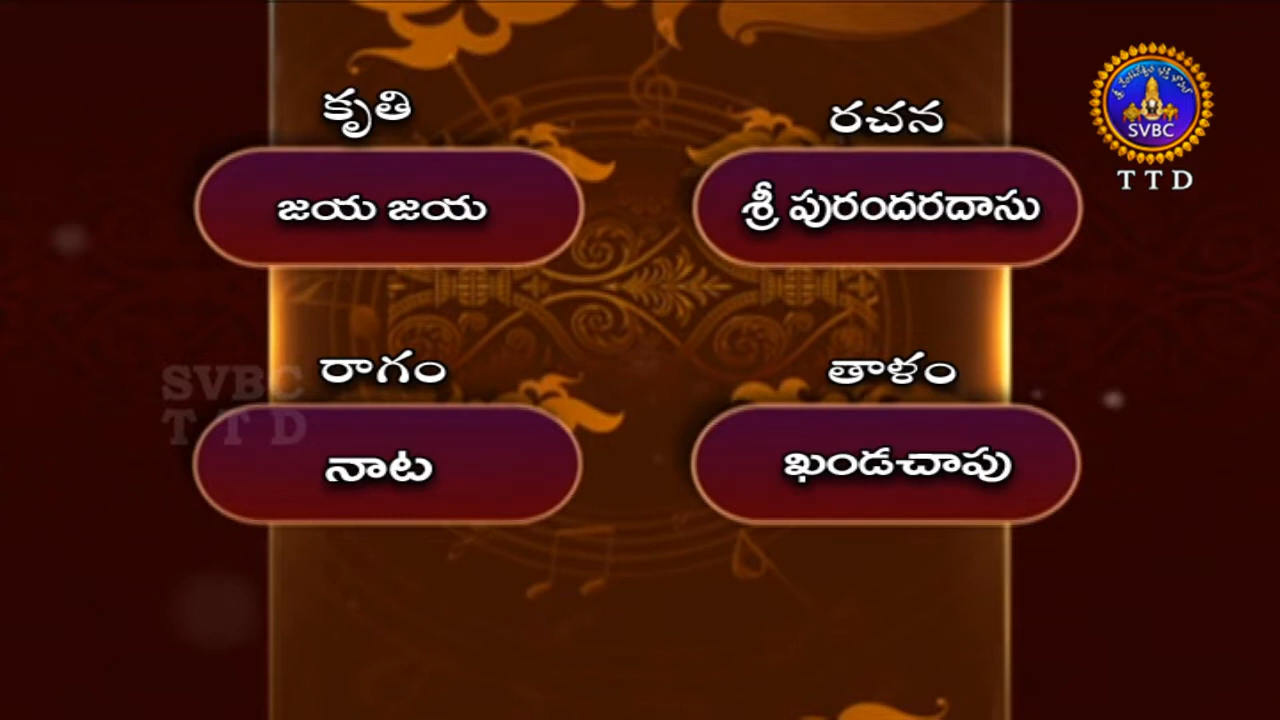 కృతి
రచన
జయ జయ
శ్రీ పురందరదాసు
రాగం
తాళం
నాట
ఖండచాపు
SVBC
TTD
SVBC
TTD